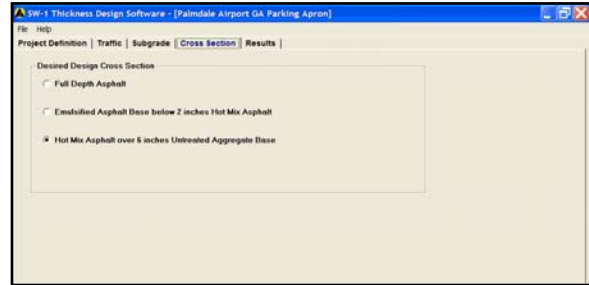 SW-1 Thickness Design Software - [Palmdale Airport GA Parking Apron]
File Help
Project Definition | Traffic | Subgrade | Cross Section | Results |
Desired Design Cross Section
Full Depth Asphalt
Emulsified Asphalt Base below 2 inches Hot Mix Asphalt
Hot Mix Asphalt over 6 inches Untreated Aggregate Base